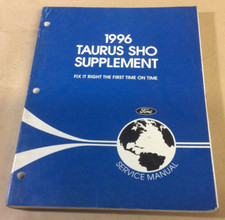 1996
TAURUS SHO
SUPPLEMENT
FIX IT RIGHT THE FIRST TIME ON TIME
Ford
SERVICE MANUAL